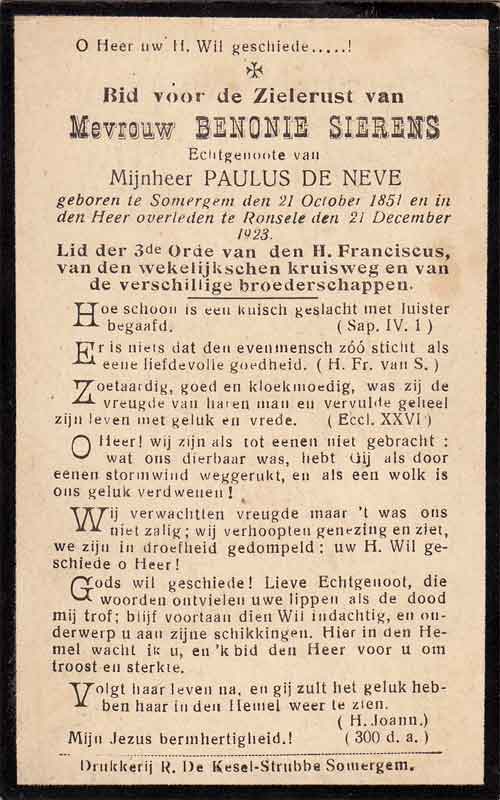 O Heer uw H. Wil geschiede.....!
Bid voor de Zielerust van
Mevrouw BENONIE SIERENS
Echtgenoote van
Mijnheer PAULUS DE NEVE
geboren te Somergem den 21 October 1851 en in
den Heer overleden te Ronsele den 21 December
1923.
Lid der 3de Orde van den H. Franciscus,
van den wekelijkschen kruisweg en van
de verschillige broederschappen.
Hoe schoon is een kuisch geslacht met luister
begaafd. ( Sap. IV. 1 )
Er is niets dat den evenmensch zóó sticht als
eene liefdevolle goedheid. ( H. Fr. van S. )
Zoetaardig, goed en kloekmoedig, was zij de
vreugde van haren man en vervulde geheel
zijn leven met geluk en vrede. ( Eccl. XXVI )
O Heer! wij zijn als tot eenen niet gebracht :
wat ons dierbaar was, hebt Gij als door
eenen stormwind weggerukt, en als een wolk is
ons geluk verdwenen !
Wij verwachtten vreugde maar 't was ons
niet zalig ; wij verhoopten genezing en ziet,
we zijn in droefheid gedompeld : uw H. Wil ge-
schiede o Heer!
Gods wil geschiede! Lieve Echtgenoot, die
woorden ontvielen uwe lippen als de dood
mij trof; blijf voortaan dien Wil indachtig, en on-
derwerp u aan zijne schikkingen. Hier in den He-
mel wacht ik u, en 'k bid den Heer voor u om
troost en sterkte.
Volgt haar leven na, en gij zult het geluk heb-
ben haar in den Hemel weer te zien.
( H. Joann.)
Mijn Jezus bermhertigheid.! ( 300 d. a. )
Drukkerij R. De Kesel-Strubbe Somergem.